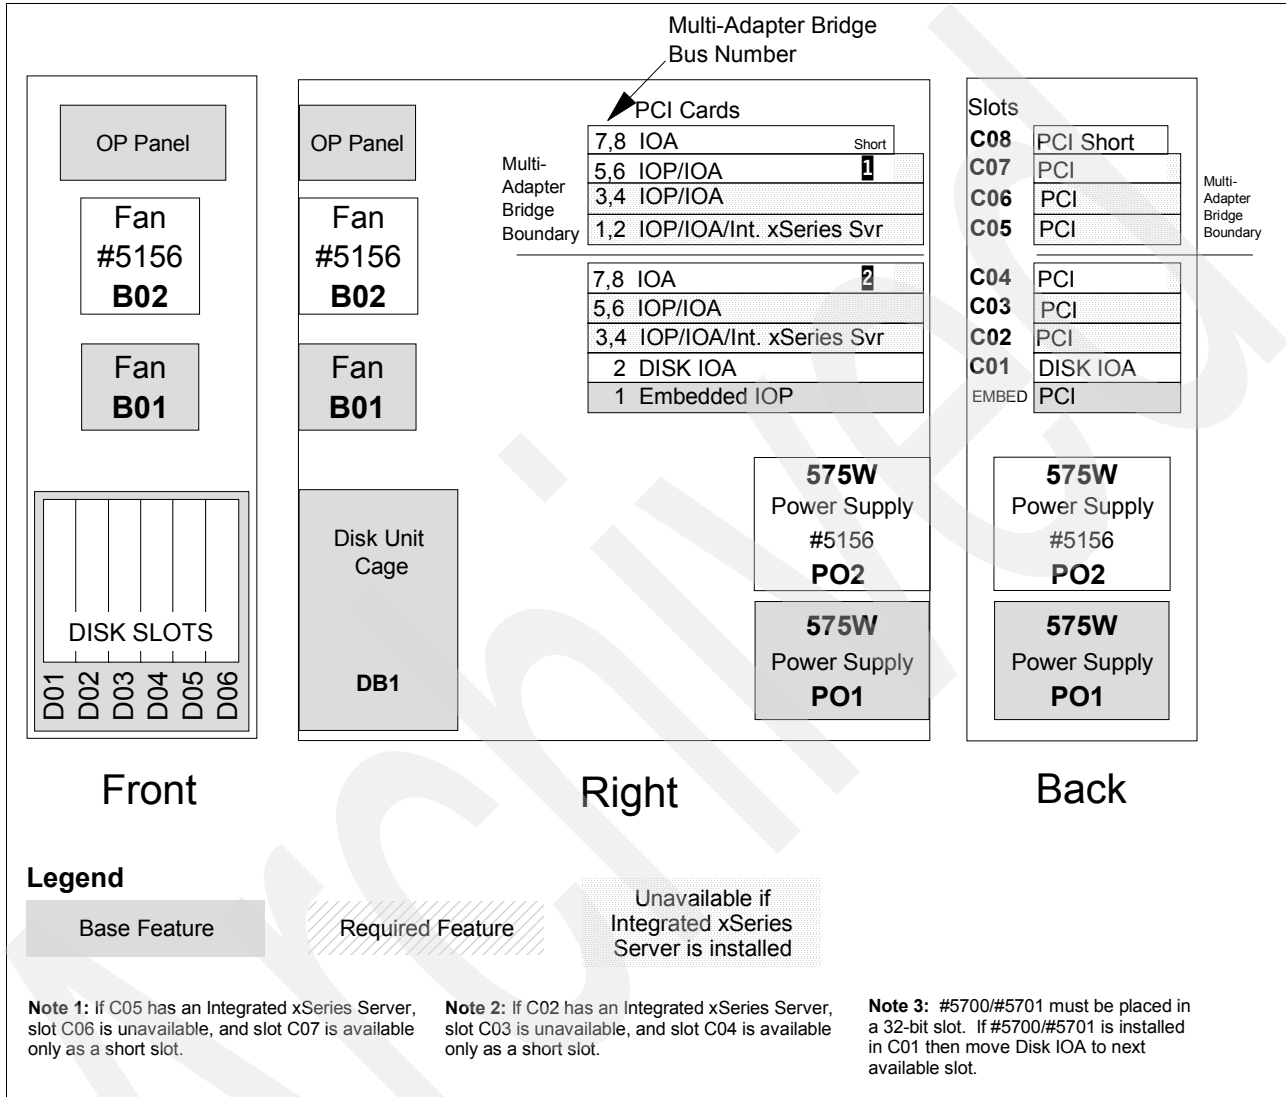 Multi-Adapter Bridge
Bus Number
OP Panel
Fan
#5156
B02
Fan
B01
DISK SLOTS
D01
D02
D03
D04
D05
D06
Front
OP Panel
Fan
#5156
B02
Fan
B01
Disk Unit
Cage
DB1
Multi-
Adapter
Bridge
Boundary
PCI Cards
7,8 IOA Short
5,6 IOP/IOA 1
3,4 IOP/IOA
1,2 IOP/IOA/Int. xSeries Svr
7,8 IOA 2
5,6 IOP/IOA
3,4 IOP/IOA/Int. xSeries Svr
2 DISK IOA
1 Embedded IOP
575W
Power Supply
#5156
PO2
575W
Power Supply
PO1
Right
Slots
C08 PCI Short
C07 PCI
C06 PCI
C05 PCI
Multi-
Adapter
Bridge
Boundary
C04 PCI
C03 PCI
C02 PCI
C01 DISK IOA
EMBED PCI
575W
Power Supply
#5156
PO2
575W
Power Supply
PO1
Back
Legend
Base Feature
Required Feature
Unavailable if
Integrated xSeries
Server is installed
Note 1: If C05 has an Integrated xSeries Server,
slot C06 is unavailable, and slot C07 is available
only as a short slot.
Note 2: If C02 has an Integrated xSeries Server,
slot C03 is unavailable, and slot C04 is available
only as a short slot.
Note 3: #5700/#5701 must be placed in
a 32-bit slot. If #5700/#5701 is installed
in C01 then move Disk IOA to next
available slot.
Archived